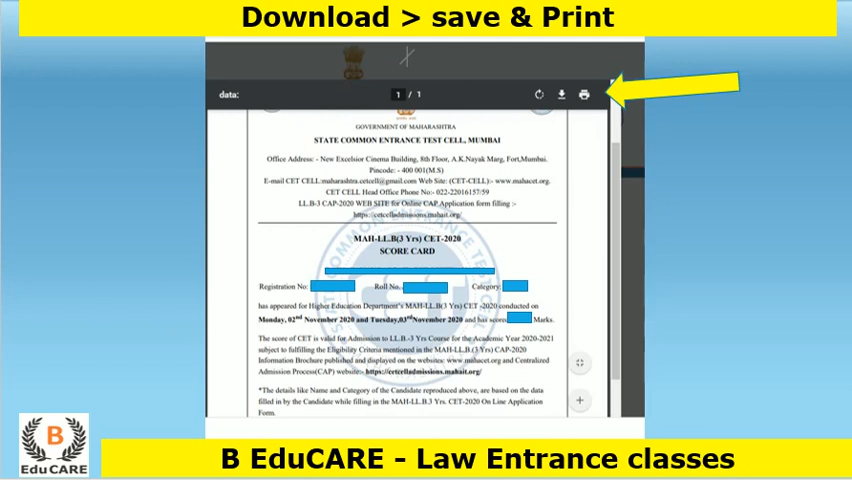 Download > save & Print
data:
1 / 1
GOVERNMENT OF MAHARASHTRA
STATE COMMON ENTRANCE TEST CELL, MUMBAI
Office Address: - New Excelsior Cinema Building, 8th Floor, A.K.Nayak Marg, Fort,Mumbai.
Pincode: - 400 001(M.S)
E-mail CET CELL:maharashtra.cetcell@gmail.com Web Site: (CET-CELL):- www.mahacet.org.
CET CELL Head Office Phone No:- 022-22016157/59
LL.B-3 CAP-2020 WEB SITE for Online CAP Application form filling :-
https://cetcelladmissions.mahait.org/
MAH-LL.B(3 Yrs) CET-2020
SCORE CARD
Registration No: Roll No. Category:
has appeared for Higher Education Department's MAH-LL.B(3 Yrs) CET -2020 conducted on
Monday, 02nd November 2020 and Tuesday,03rdNovember 2020 and has score Marks.
The score of CET is valid for Admission to LL.B.-3 Yrs Course for the Academic Year 2020-2021
subject to fulfilling the Eligibility Criteria mentioned in the MAH-LL.B.(3 Yrs) CAP-2020
Information Brochure published and displayed on the websites: www.mahacet.org and Centralized
Admission Process(CAP) website:- https://cetcelladmissions.mahait.org/
*The details like Name and Category of the Candidate reproduced above, are based on the data
filled in by the Candidate while filling in the MAH-LL.B 3 Yrs. CET-2020 On Line Application
Form.
B
EduCARE
B EduCARE - Law Entrance classes